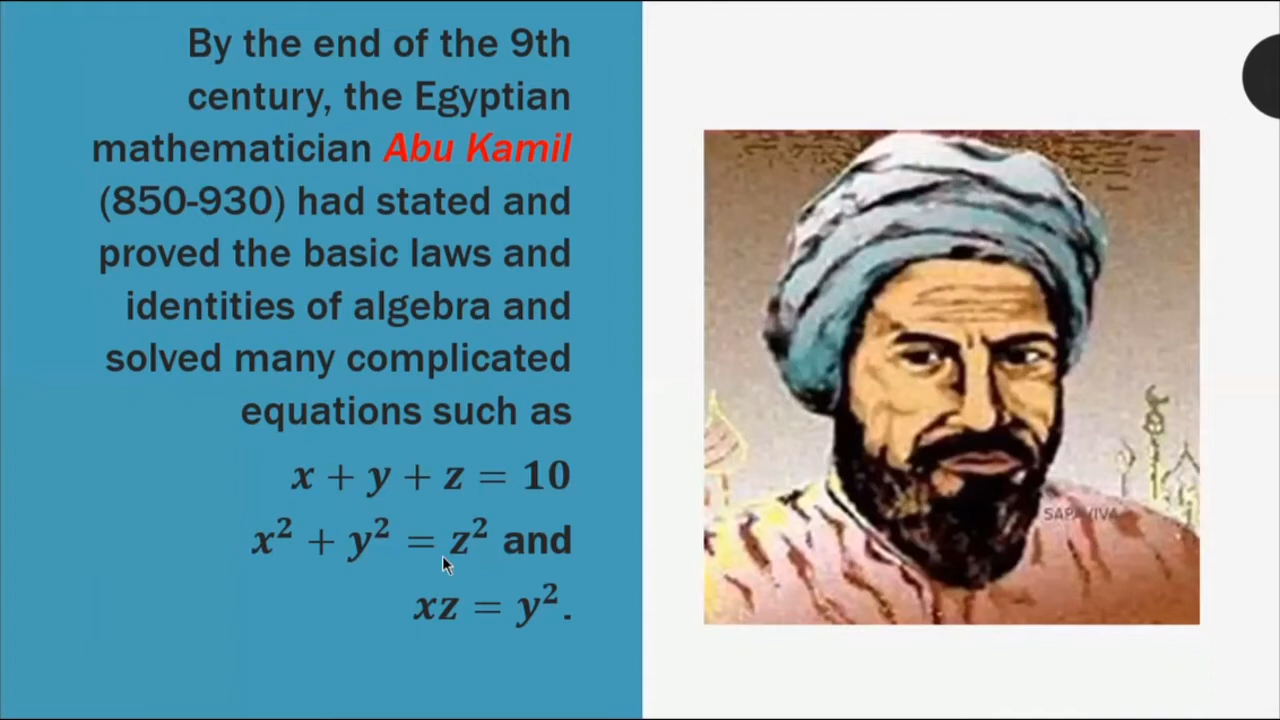 By the end of the 9th
century, the Egyptian
mathematician Abu Kamil
(850-930) had stated and
proved the basic laws and
identities of algebra and
solved many complicated
equations such as
x + y + z = 10
x² + y² = z² and
xz = y².